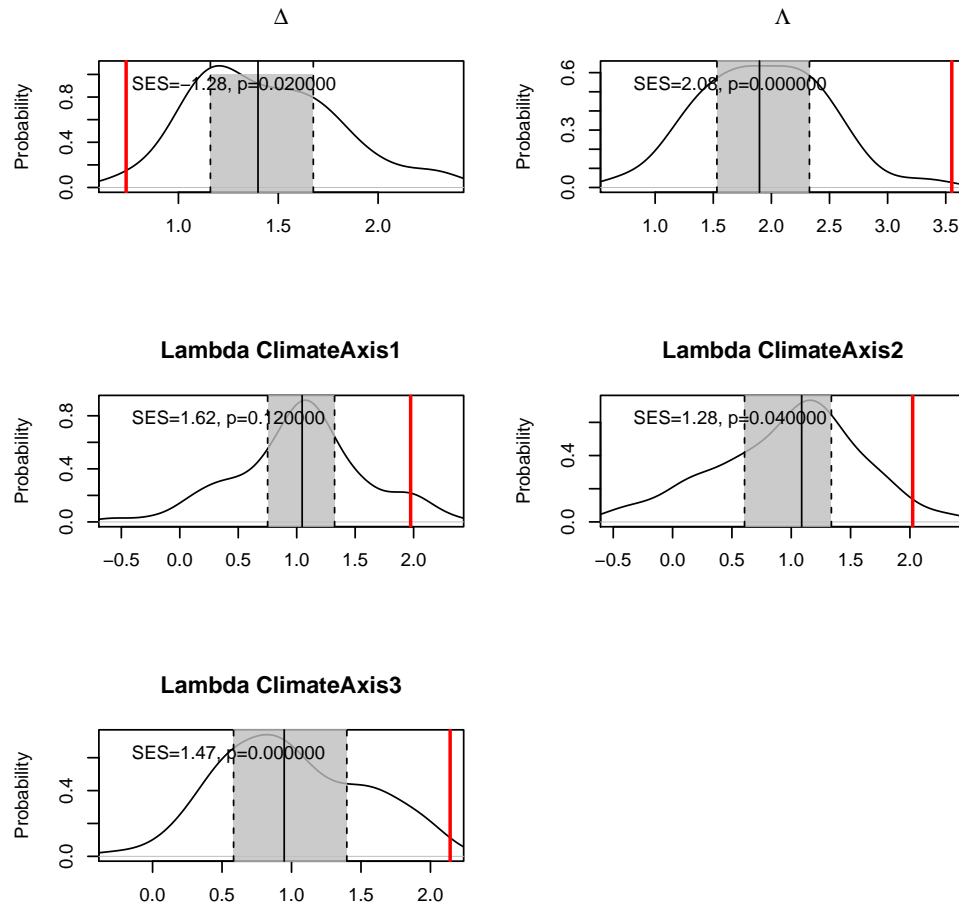 Δ
SES=−1.28, p=0.020000
Probability
0.0 0.4 0.8
1.0 1.5 2.0
Λ
SES=2.08, p=0.000000
Probability
0.0 0.3 0.6
1.0 1.5 2.0 2.5 3.0 3.5
Lambda ClimateAxis1
SES=1.62, p=0.120000
Probability
0.0 0.4 0.8
−0.5 0.0 0.5 1.0 1.5 2.0
Lambda ClimateAxis2
SES=1.28, p=0.040000
Probability
0.0 0.4
−0.5 0.0 0.5 1.0 1.5 2.0
Lambda ClimateAxis3
SES=1.47, p=0.000000
Probability
0.0 0.4
0.0 0.5 1.0 1.5 2.0